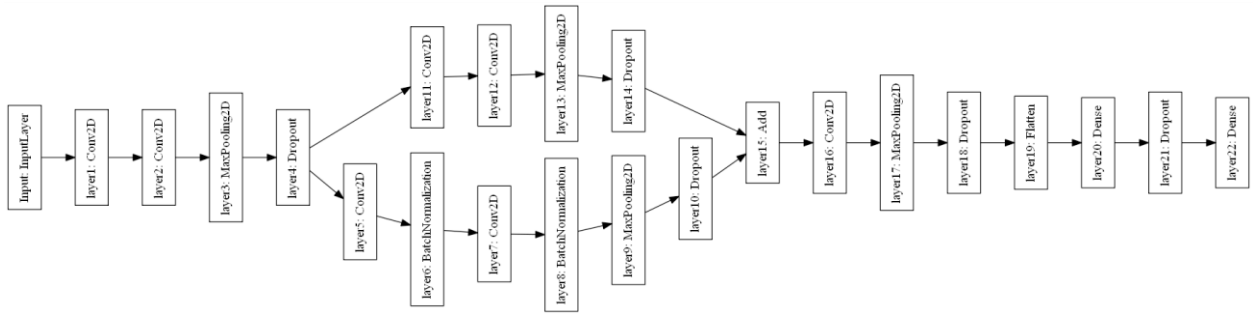 Input: InputLayer
layer1: Conv2D
layer2: Conv2D
layer3: MaxPooling2D
layer4: Dropout
layer11: Conv2D
layer12: Conv2D
layer13: MaxPooling2D
layer14: Dropout
layer5: Conv2D
layer6: BatchNormalization
layer7: Conv2D
layer8: BatchNormalization
layer9: MaxPooling2D
layer10: Dropout
layer15: Add
layer16: Conv2D
layer17: MaxPooling2D
layer18: Dropout
layer19: Flatten
layer20: Dense
layer21: Dropout
layer22: Dense